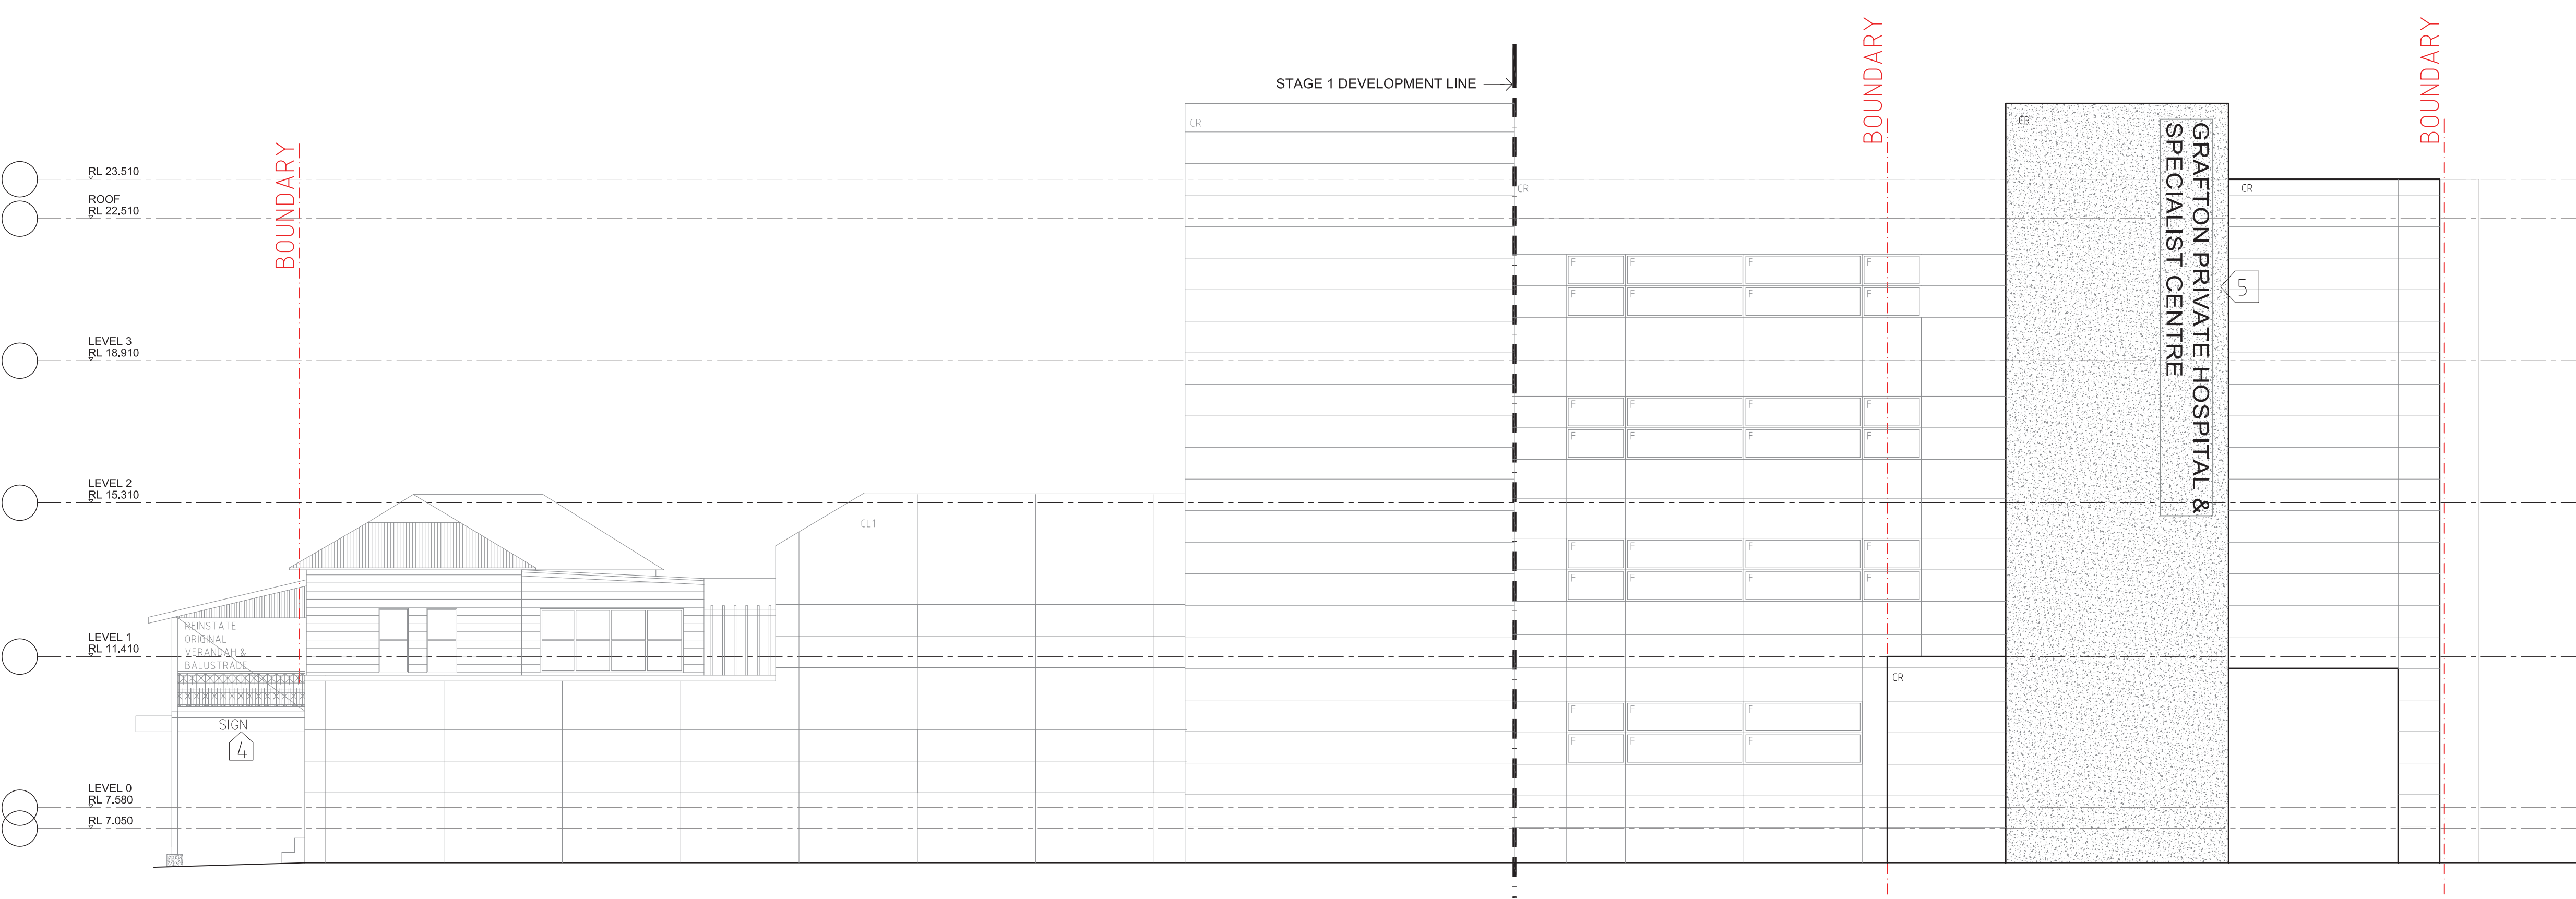 BOUNDARY
BOUNDARY
BOUNDARY
STAGE 1 DEVELOPMENT LINE
CR
CR
CR
CR
GRAFTON PRIVATE HOSPITAL &
SPECIALIST CENTRE
5
RL 23.510
ROOF
RL 22.510
F F F F
F F F F
LEVEL 3
RL 18.910
F F F F
F F F F
LEVEL 2
RL 15.310
CL1
F F F F
F F F F
REINSTATE
ORIGINAL
VERANDAH &
BALUSTRADE
LEVEL 1
RL 11.410
CR
F F F
F F F
SIGN
4
LEVEL 0
RL 7.580
RL 7.050